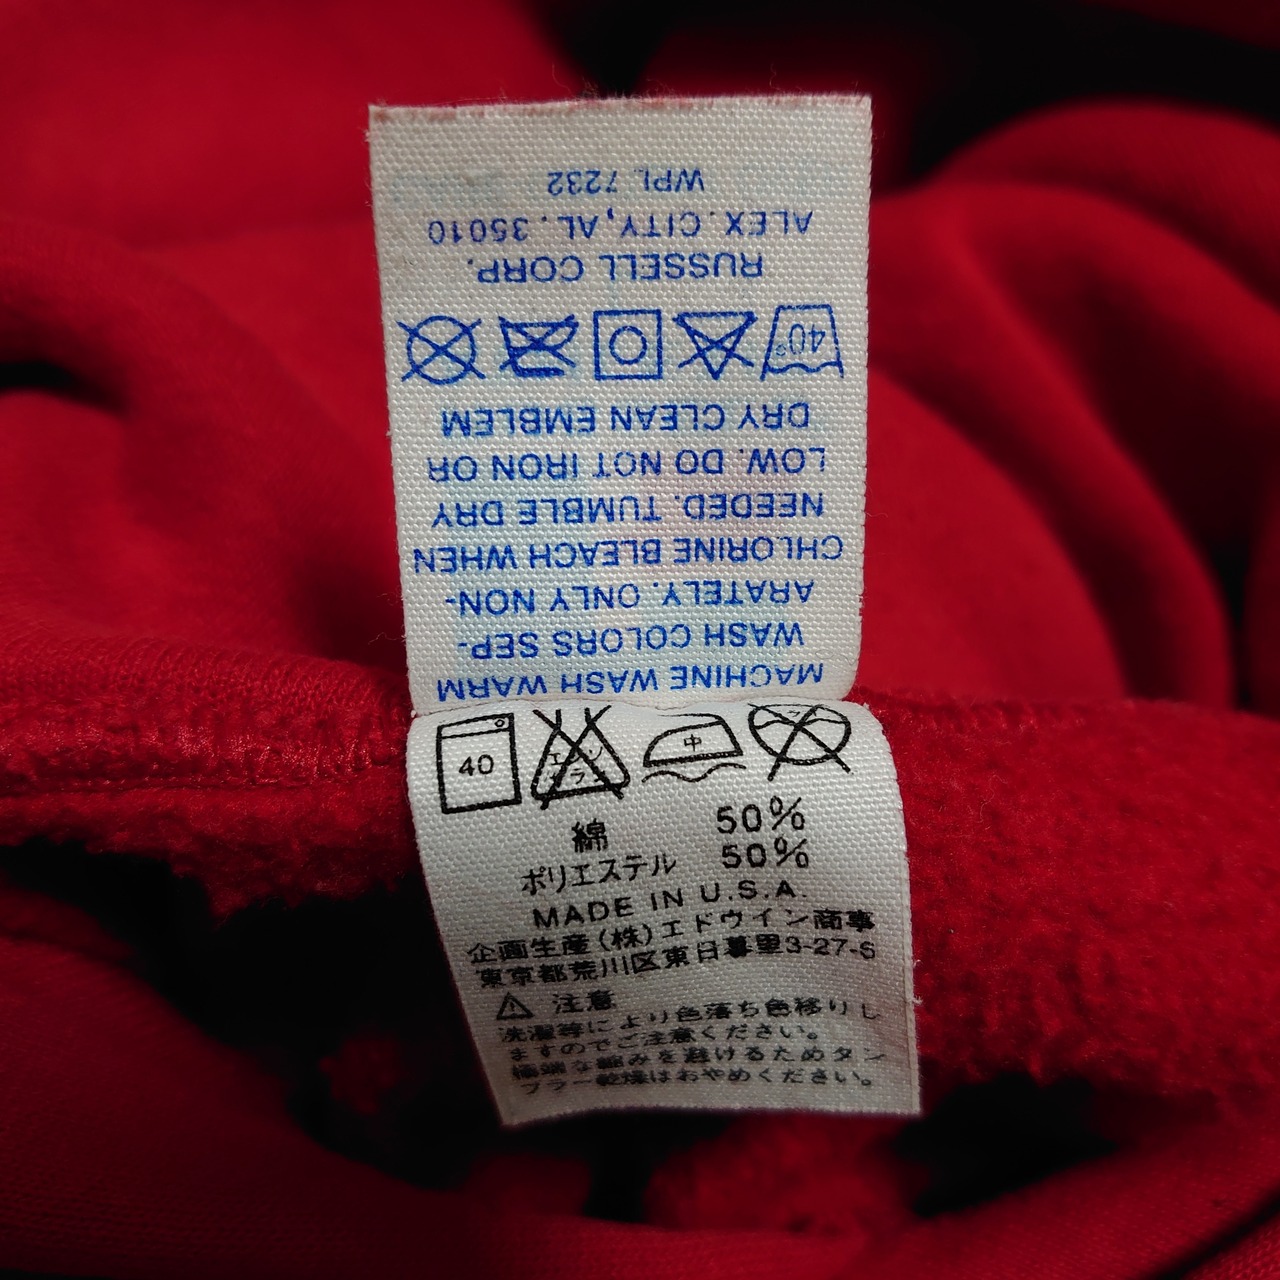 MACHINE WASH WARM
WASH COLORS SEP-
ARATELY. ONLY NON-
CHLORINE BLEACH WHEN
NEEDED. TUMBLE DRY
LOW. DO NOT IRON OR
DRY CLEAN EMBLEM
40°
RUSSELL CORP.
ALEX. CITY, AL. 35010
WPL 7232
40 エンソ 中
サラシ
綿 50%
ポリエステル 50%
MADE IN U.S.A.
企画生産(株)エドウイン商事
東京都荒川区東日暮里3-27-6
注意
洗濯等により色落ち色移りし
ますのでご注意ください。
極端な縮みを避けるためタン
ブラー乾燥はおやめください。